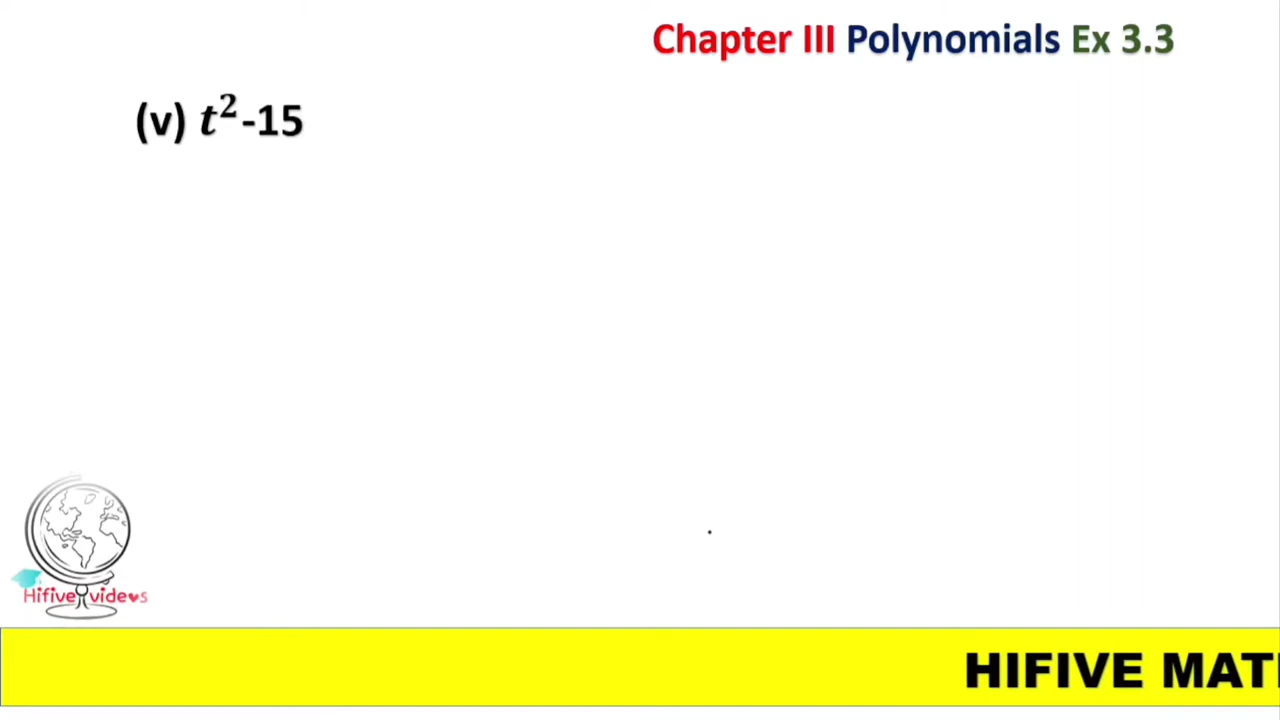 Chapter III Polynomials Ex 3.3
(v) t²-15
Hifive videos
HIFIVE MAT